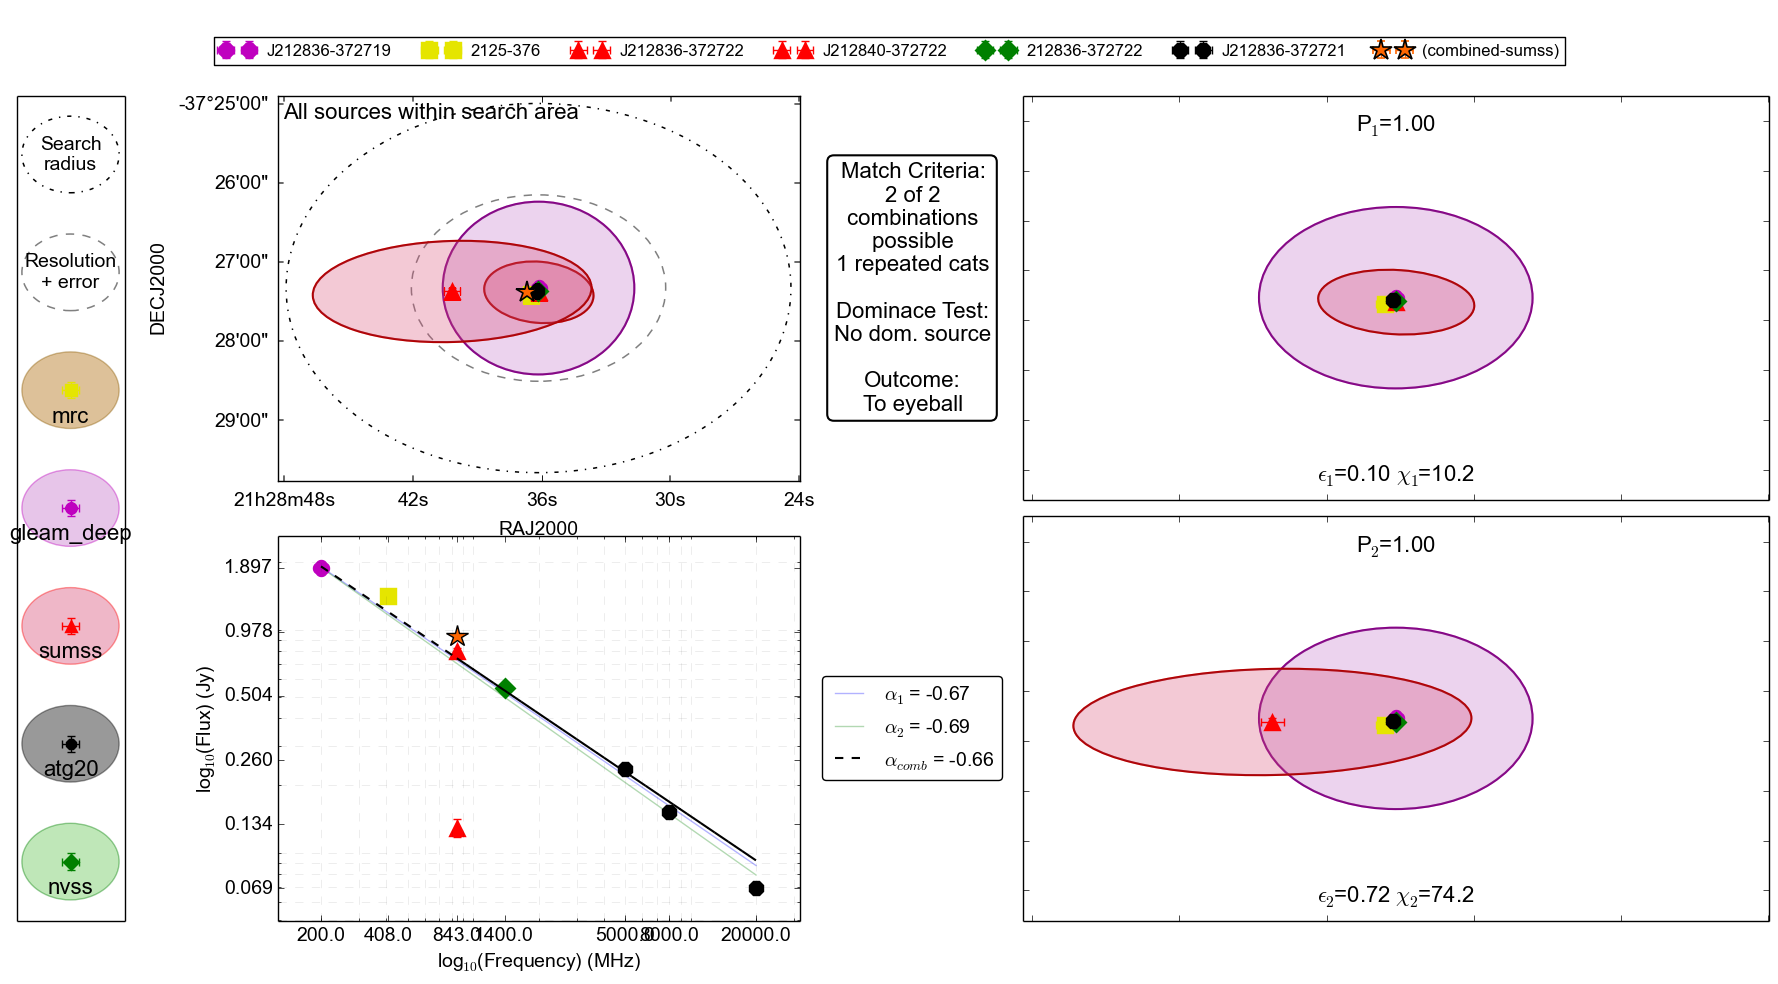 J212836-372719 2125-376 J212836-372722 J212840-372722 212836-372722 J212836-372721 (combined-sumss)
Search
radius
Resolution
+ error
mrc
gleam_deep
sumss
atg20
nvss
All sources within search area
-37°25'00"
26'00"
27'00"
28'00"
29'00"
DECJ2000
21h28m48s 42s 36s 30s 24s
RAJ2000
Match Criteria:
2 of 2
combinations
possible
1 repeated cats
Dominace Test:
No dom. source
Outcome:
To eyeball
P1=1.00
ϵ1=0.10 χ1=10.2
1.897
0.978
0.504
0.260
0.134
0.069
log10(Flux) (Jy)
200.0 408.0 843.0 1400.0 5000.0 8000.0 20000.0
log10(Frequency) (MHz)
α1 = -0.67
α2 = -0.69
αcomb = -0.66
P2=1.00
ϵ2=0.72 χ2=74.2